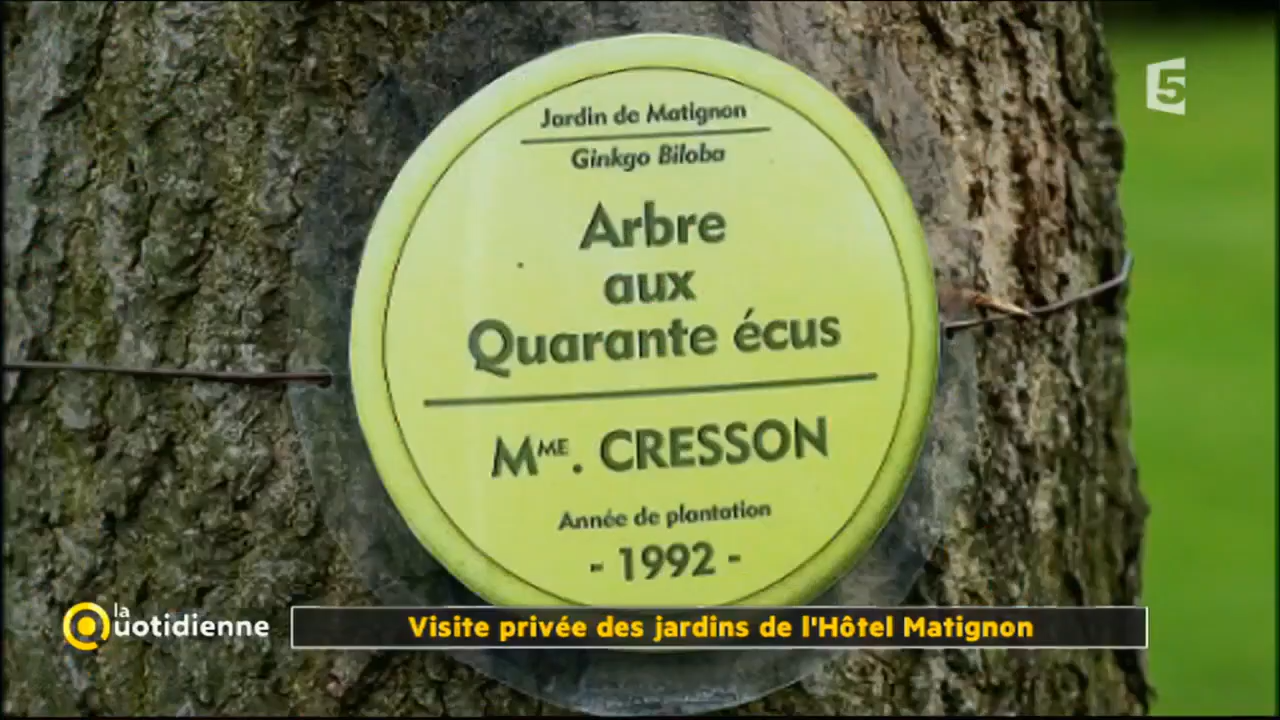 5
Jardin de Matignon
Ginkgo Biloba
Arbre
aux
Quarante écus
MME. CRESSON
Année de plantation
- 1992 -
la
Quotidienne
Visite privée des jardins de l'Hôtel Matignon